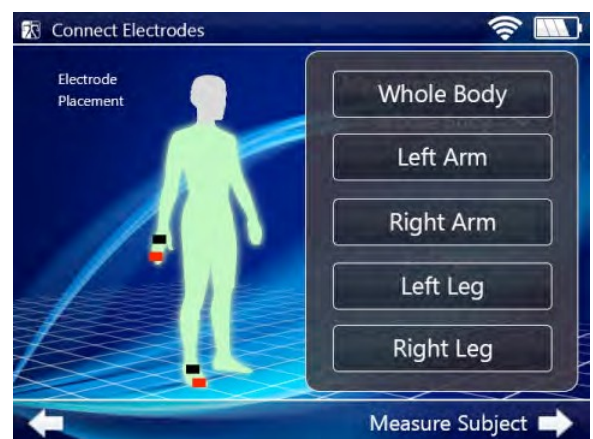 Connect Electrodes
Electrode
Placement
Whole Body
Left Arm
Right Arm
Left Leg
Right Leg
Measure Subject